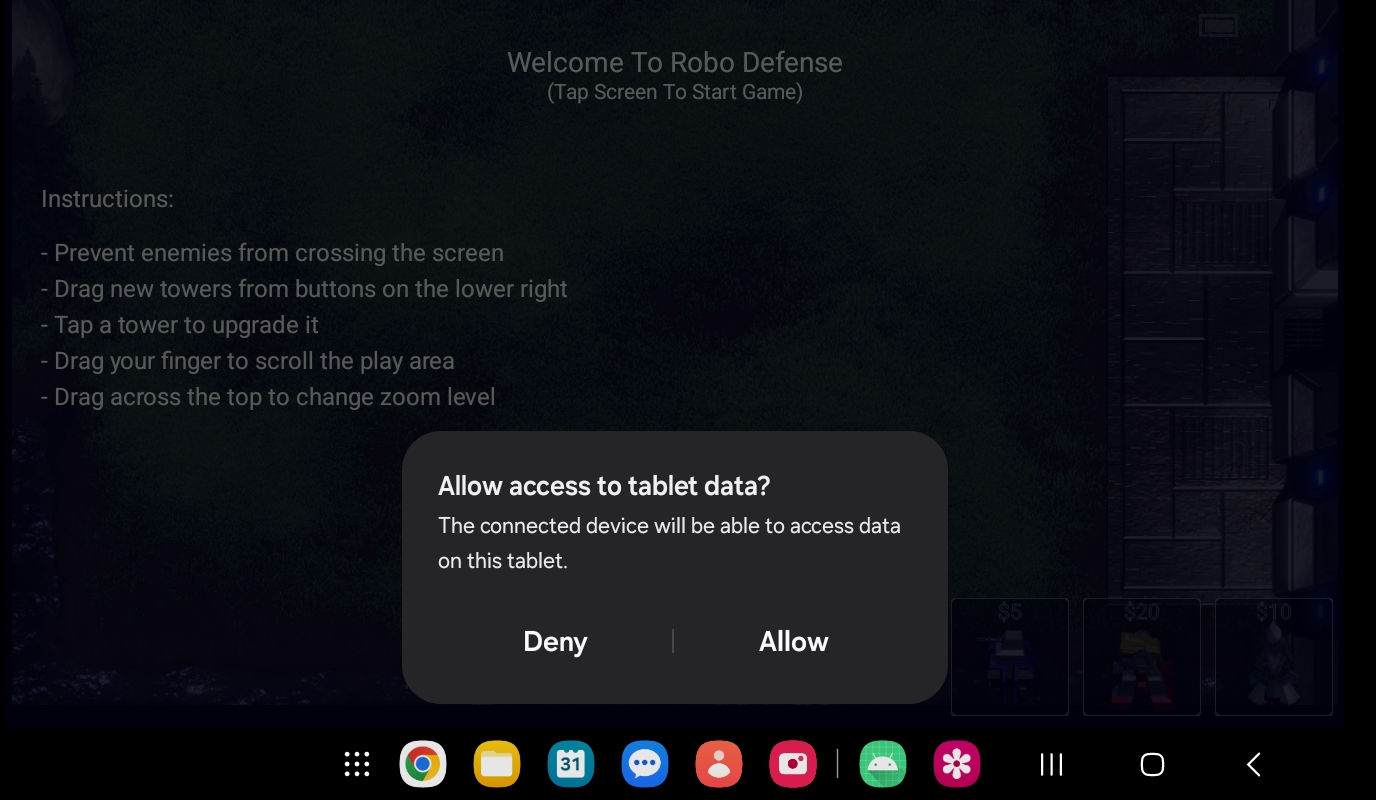 Welcome To Robo Defense
(Tap Screen To Start Game)
Instructions:
- Prevent enemies from crossing the screen
- Drag new towers from buttons on the lower right
- Tap a tower to upgrade it
- Drag your finger to scroll the play area
- Drag across the top to change zoom level
Allow access to tablet data?
The connected device will be able to access data
on this tablet.
Deny
Allow
$5
$20
$10
31